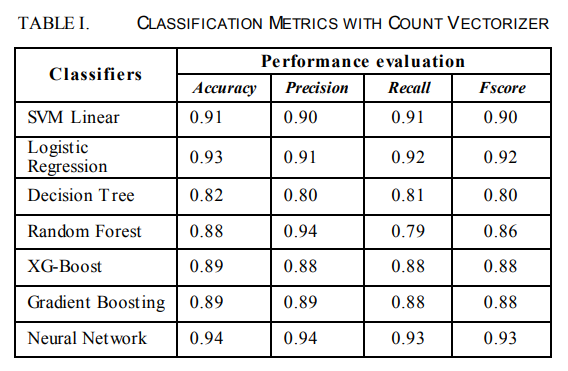 TABLE I. CLASSIFICATION METRICS WITH COUNT VECTORIZER
Classifiers
Performance evaluation
Accuracy Precision Recall Fscore
SVM Linear 0.91 0.90 0.91 0.90
Logistic
Regression 0.93 0.91 0.92 0.92
Decision Tree 0.82 0.80 0.81 0.80
Random Forest 0.88 0.94 0.79 0.86
XG-Boost 0.89 0.88 0.88 0.88
Gradient Boosting 0.89 0.89 0.88 0.88
Neural Network 0.94 0.94 0.93 0.93